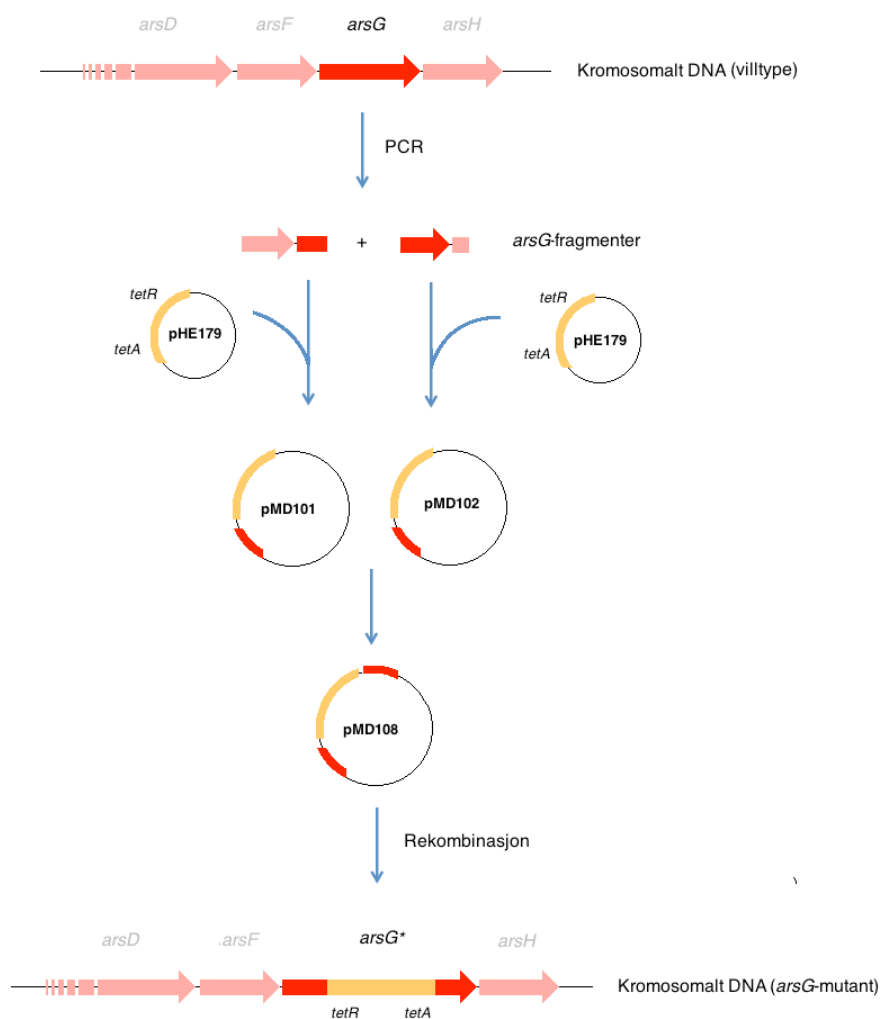 arsD arsF arsG arsH
Kromosomalt DNA (villtype)
PCR
+
arsG-fragmenter
tetR
pHE179
tetA
tetR
pHE179
tetA
pMD101
pMD102
pMD108
Rekombinasjon
arsD .arsF arsG* arsH
Kromosomalt DNA (arsG-mutant)
tetR tetA